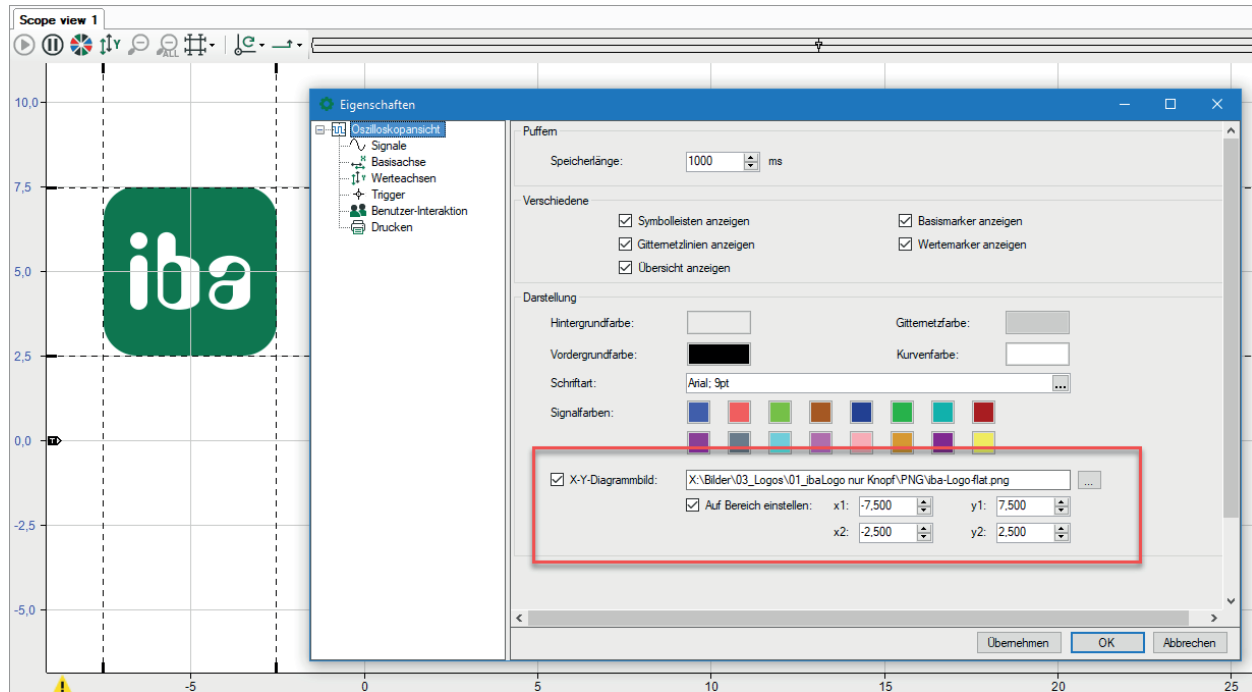 Scope view 1
ALL
10,0
7,5
5,0
2,5
0,0
-2,5
-5,0
T
iba
-5
0
5
10
15
20
25
Eigenschaften
Oszilloskopansicht
Signale
Basisachse
Werteachsen
Trigger
Benutzer-Interaktion
Drucken
Puffern
Speicherlänge: 1000 ms
Verschiedene
Symbolleisten anzeigen Basismarker anzeigen
Gitternetzlinien anzeigen Wertemarker anzeigen
Übersicht anzeigen
Darstellung
Hintergrundfarbe: Gitternetzfarbe:
Vordergrundfarbe: Kurvenfarbe:
Schriftart: Arial; 9pt ...
Signalfarben:
X-Y-Diagrammbild: X:\Bilder\03_Logos\01_ibaLogo nur Knopf\PNG\iba-Logo-flat.png ...
Auf Bereich einstellen: x1: -7,500 y1: 7,500
x2: -2,500 y2: 2,500
Übernehmen OK Abbrechen